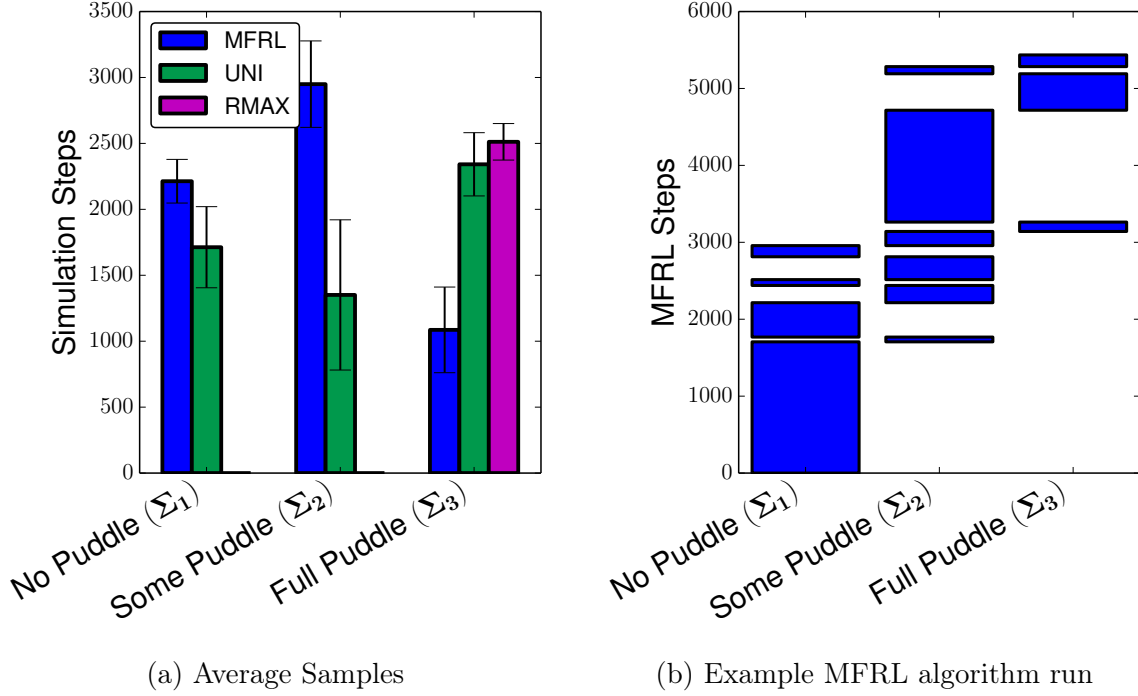 3500
3000
2500
2000
1500
1000
500
0
Simulation Steps
MFRL
UNI
RMAX
No Puddle (Σ₁)
Some Puddle (Σ₂)
Full Puddle (Σ₃)
(a) Average Samples
6000
5000
4000
3000
2000
1000
0
MFRL Steps
No Puddle (Σ₁)
Some Puddle (Σ₂)
Full Puddle (Σ₃)
(b) Example MFRL algorithm run